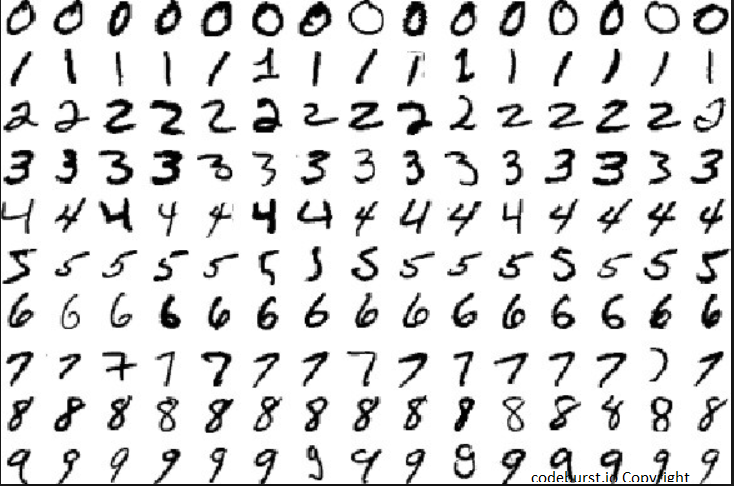 0 0 0 0 0 0 0 0 0 0 0 0 0 0 0
1 1 1 1 1 1 1 1 1 1 1 1 1 1 1
2 2 2 2 2 2 2 2 2 2 2 2 2 2 2
3 3 3 3 3 3 3 3 3 3 3 3 3 3 3
4 4 4 4 4 4 4 4 4 4 4 4 4 4 4
5 5 5 5 5 5 5 5 5 5 5 5 5 5 5
6 6 6 6 6 6 6 6 6 6 6 6 6 6 6
7 7 7 7 7 7 7 7 7 7 7 7 7 7 7
8 8 8 8 8 8 8 8 8 8 8 8 8 8 8
9 9 9 9 9 9 9 9 9 9 9 9 9 9 9
codeburst.io Copyright